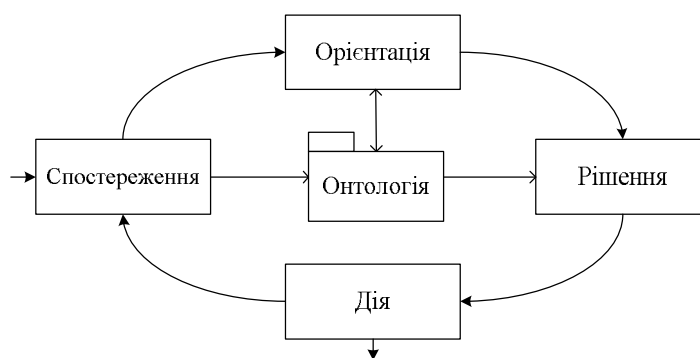 Орієнтація
Спостереження
Онтологія
Рішення
Дія